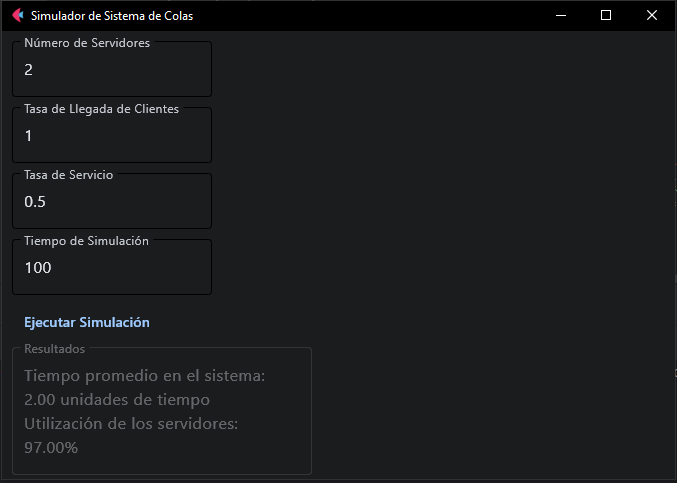 Simulador de Sistema de Colas
Número de Servidores
2
Tasa de Llegada de Clientes
1
Tasa de Servicio
0.5
Tiempo de Simulación
100
Ejecutar Simulación
Resultados
Tiempo promedio en el sistema:
2.00 unidades de tiempo
Utilización de los servidores:
97.00%